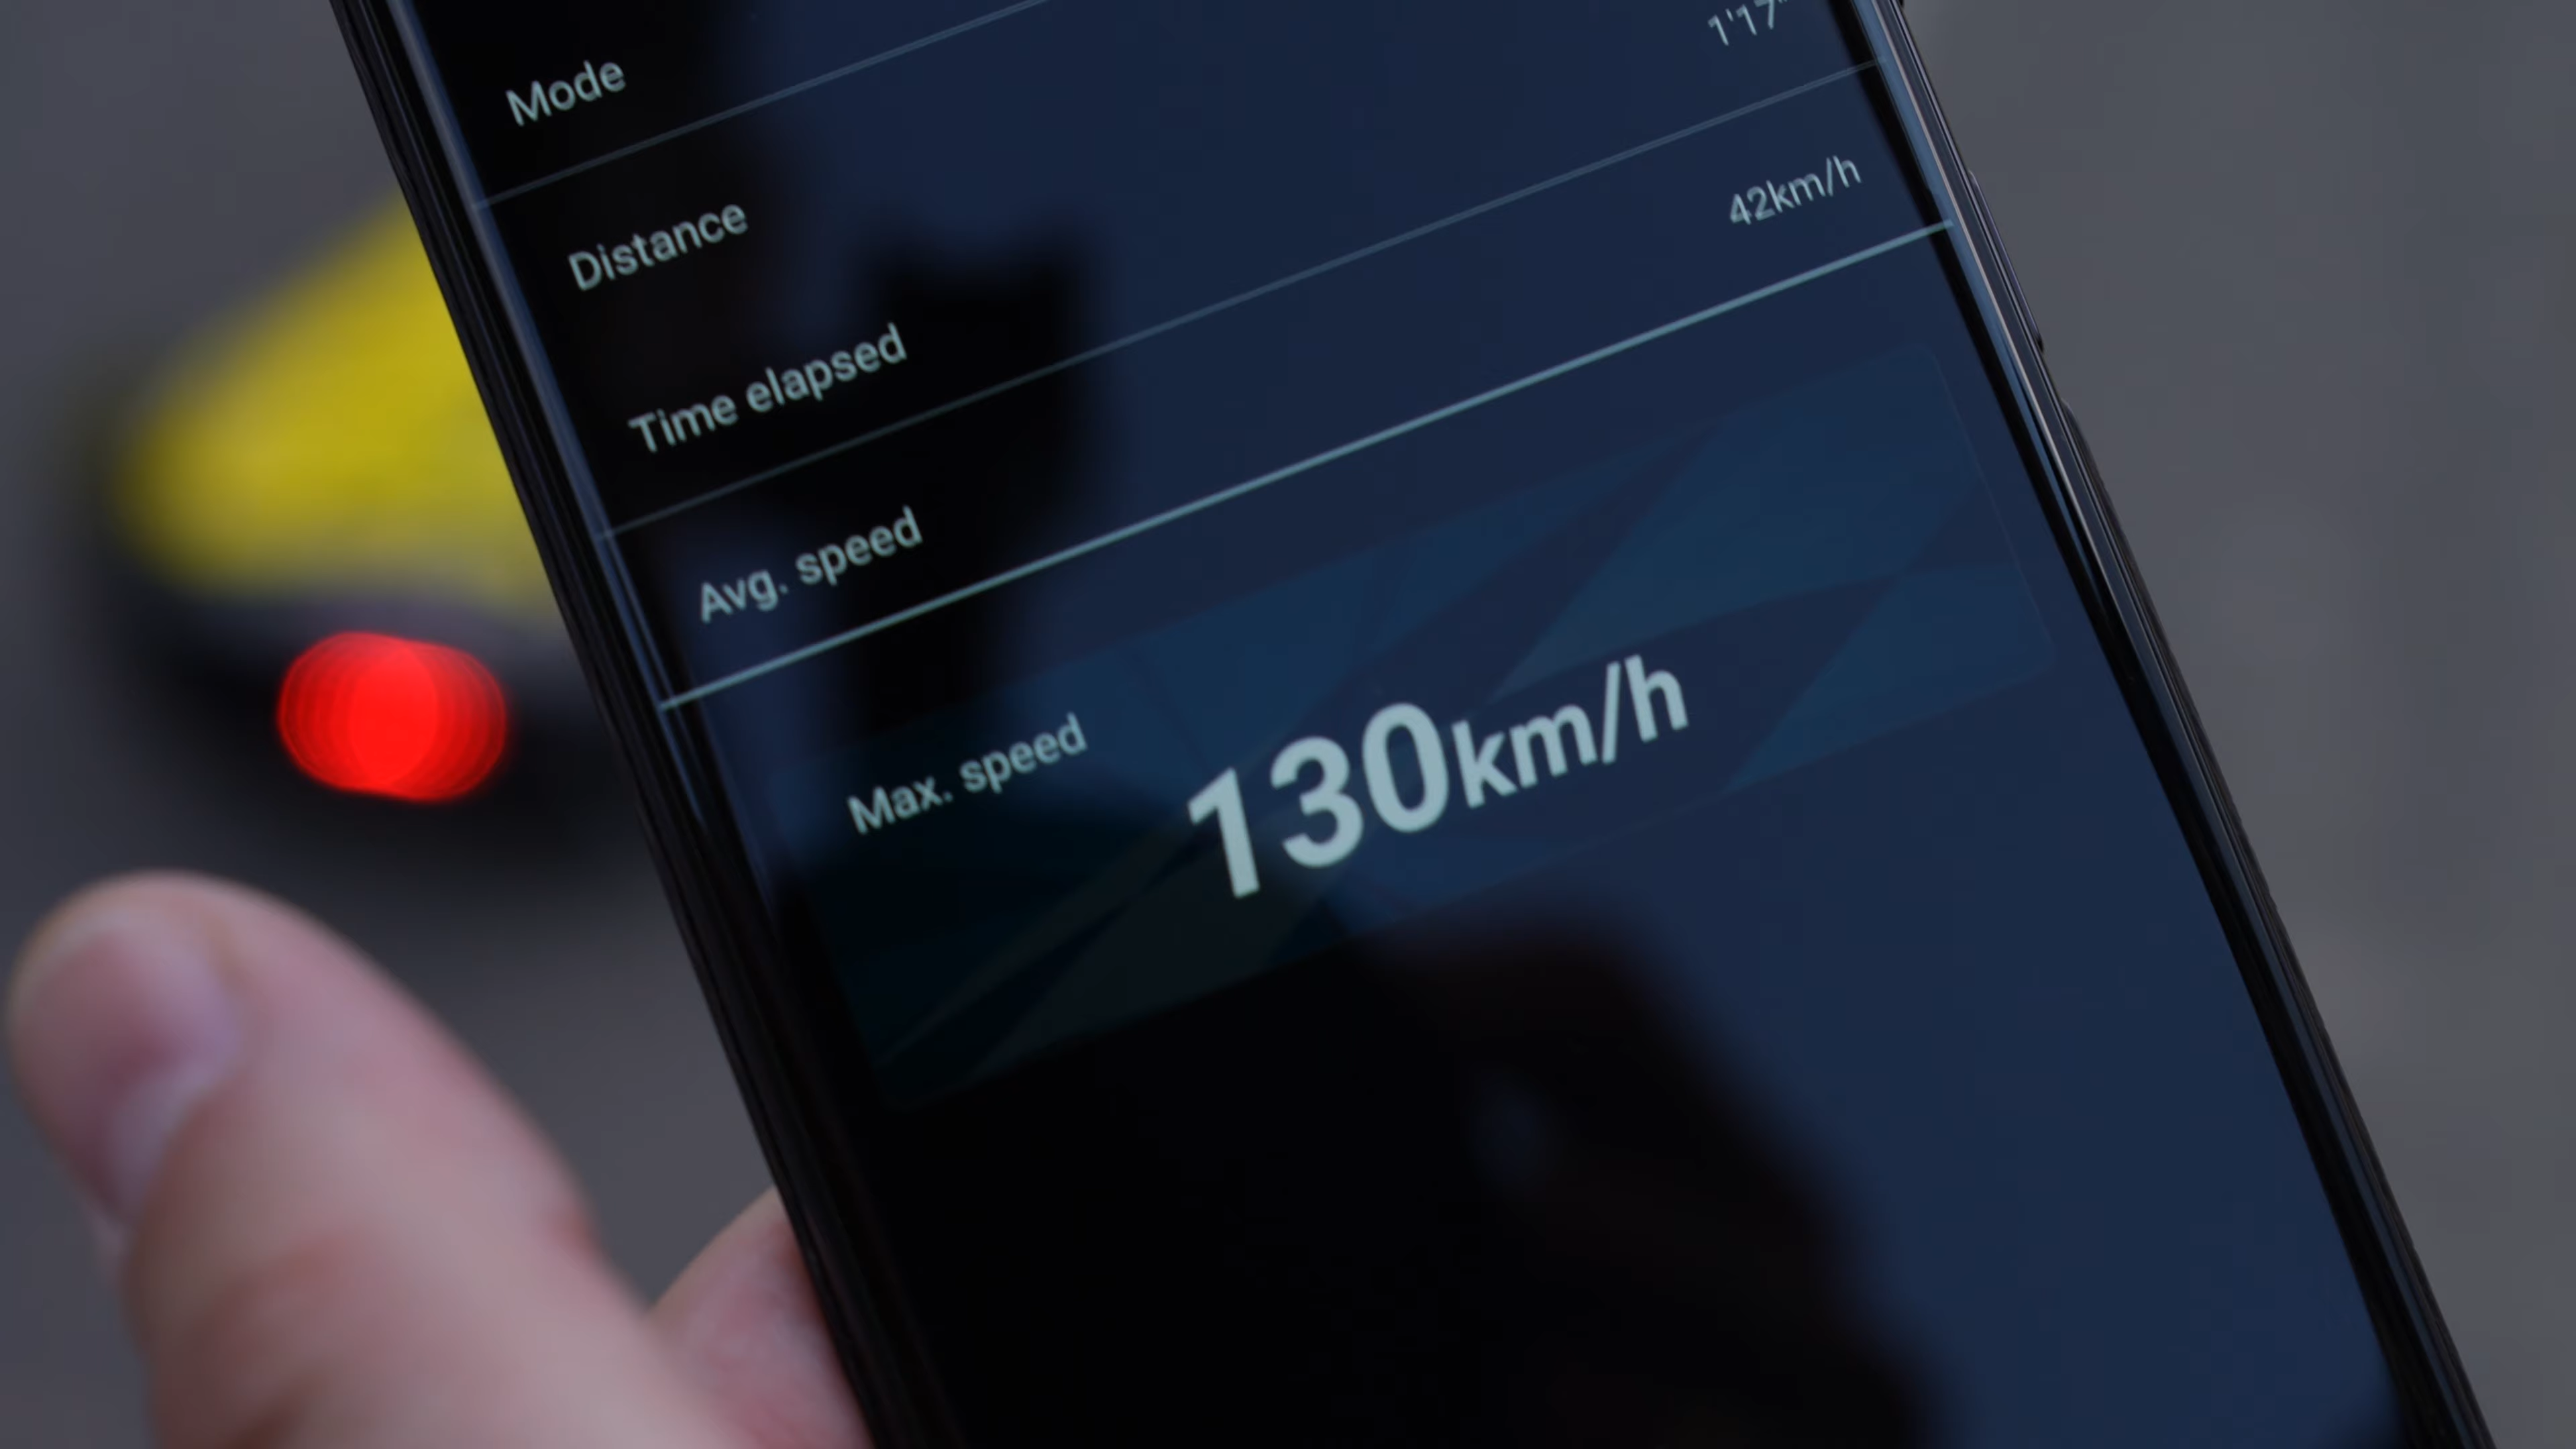 Mode
Distance
Time elapsed 1'17"
Avg. speed 42km/h
Max. speed 130km/h